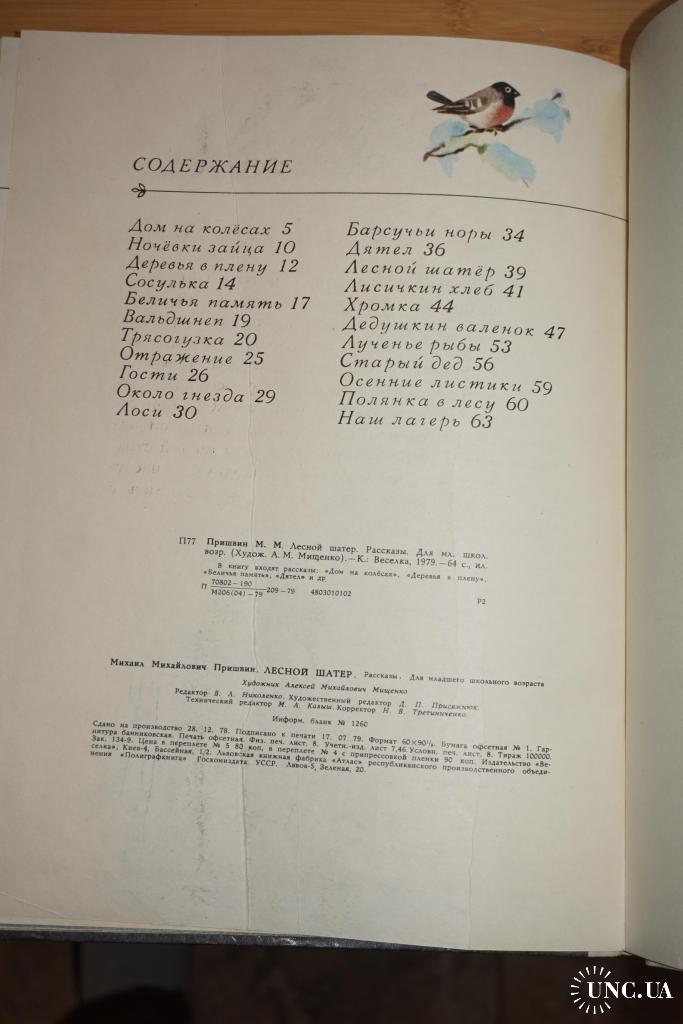 СОДЕРЖАНИЕ
Дом на колёсах 5
Ночёвки зайца 10
Деревья в плену 12
Сосулька 14
Беличья память 17
Вальдшнеп 19
Трясогузка 20
Отражение 25
Гости 26
Около гнезда 29
Лоси 30
Барсучьи норы 34
Дятел 36
Лесной шатёр 39
Лисичкин хлеб 41
Хромка 44
Дедушкин валенок 47
Лученье рыбы 53
Старый дед 56
Осенние листики 59
Полянка в лесу 60
Наш лагерь 63
П77 Пришвин М. М. Лесной шатер. Рассказы. Для мл. школ.
возр. (Худож. А. М. Мищенко).—К.: Веселка, 1979.—64 с., ил.
В книгу входят рассказы: «Дом на колёсах», «Деревья в плену»,
«Беличья память», «Дятел» и др.
П 70802—190
М206(04)—79 209—79 4803010102
Р2
Михаил Михайлович Пришвин. ЛЕСНОЙ ШАТЕР. Рассказы. Для младшего школьного возраста
Художник Алексей Михайлович Мищенко
Редактор В. А. Николенко. Художественный редактор Д. П. Присяжнюк.
Технический редактор М. А. Кавыш. Корректор Н. В. Третиниченко.
Информ. бланк № 1260
Сдано на производство 28. 12. 78. Подписано к печати 17. 07. 79. Формат 60×90⅛. Бумага офсетная № 1. Гар-
нитура банниковская. Печать офсетная. Физ. печ. лист. 8. Учетн.-изд. лист 7,46. Условн. печ. лист. 8. Тираж 100000.
Зак. 134-9. Цена в переплете № 5 80 коп, в переплете № 4 с припрессовкой пленки 90 коп. Издательство «Ве-
селка», Киев-4, Бассейная, 1/2. Львовская книжная фабрика «Атлас» республиканского производственного объеди-
нения «Полиграфкнига» Госкомиздата УССР. Львов-5, Зеленая, 20.
UNC.UA